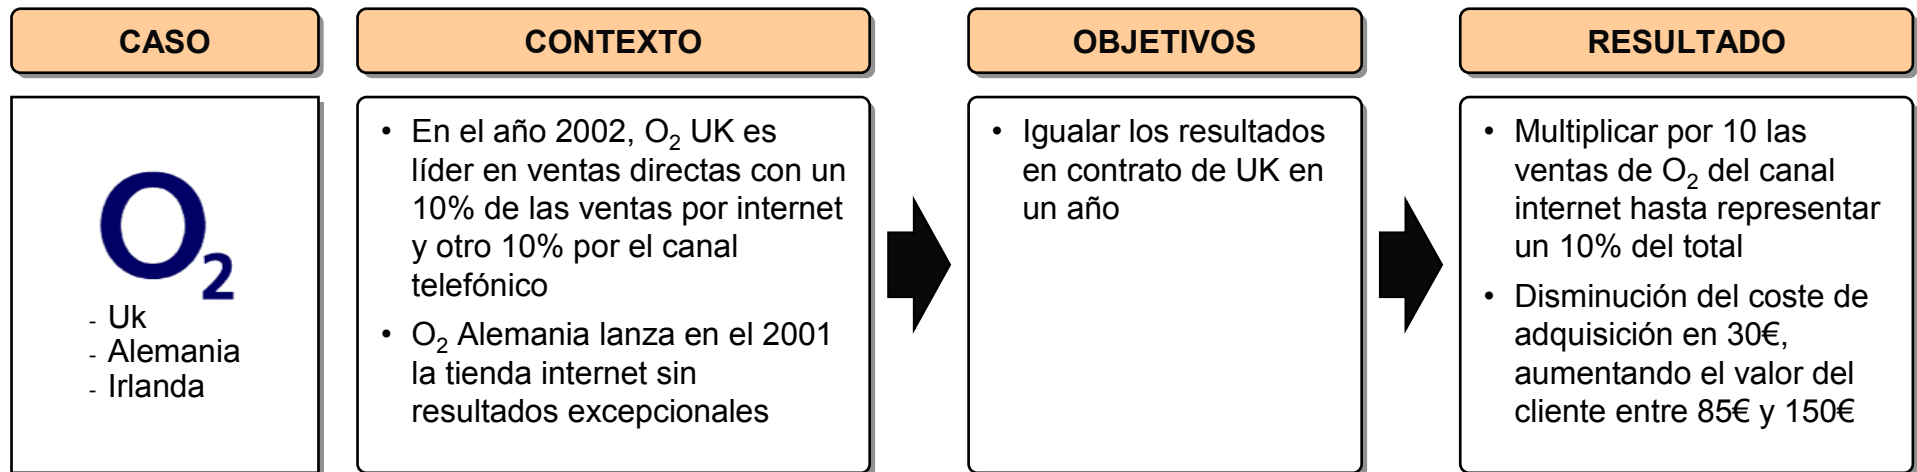 CASO
O₂
- Uk
- Alemania
- Irlanda
CONTEXTO
• En el año 2002, O₂ UK es
líder en ventas directas con un
10% de las ventas por internet
y otro 10% por el canal
telefónico
• O₂ Alemania lanza en el 2001
la tienda internet sin
resultados excepcionales
OBJETIVOS
• Igualar los resultados
en contrato de UK en
un año
RESULTADO
• Multiplicar por 10 las
ventas de O₂ del canal
internet hasta representar
un 10% del total
• Disminución del coste de
adquisición en 30€,
aumentando el valor del
cliente entre 85€ y 150€